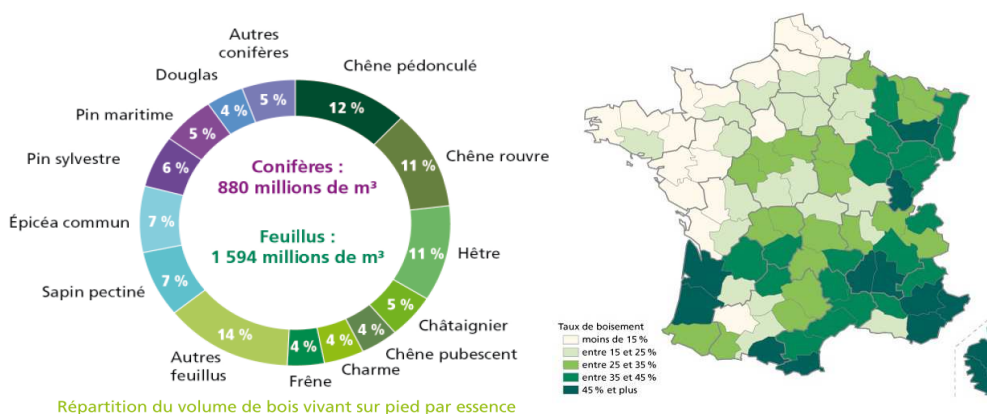 Autres
conifères
5 %
Chêne pédonculé
12 %
Chêne rouvre
11 %
Hêtre
11 %
Châtaignier
5 %
Chêne pubescent
4 %
Charme
4 %
Frêne
4 %
Autres
feuillus
14 %
Sapin pectiné
7 %
Épicéa commun
7 %
Pin sylvestre
6 %
Pin maritime
5 %
Douglas
4 %
Conifères :
880 millions de m³
Feuillus :
1 594 millions de m³
Répartition du volume de bois vivant sur pied par essence
Taux de boisement
moins de 15 %
entre 15 et 25 %
entre 25 et 35 %
entre 35 et 45 %
45 % et plus